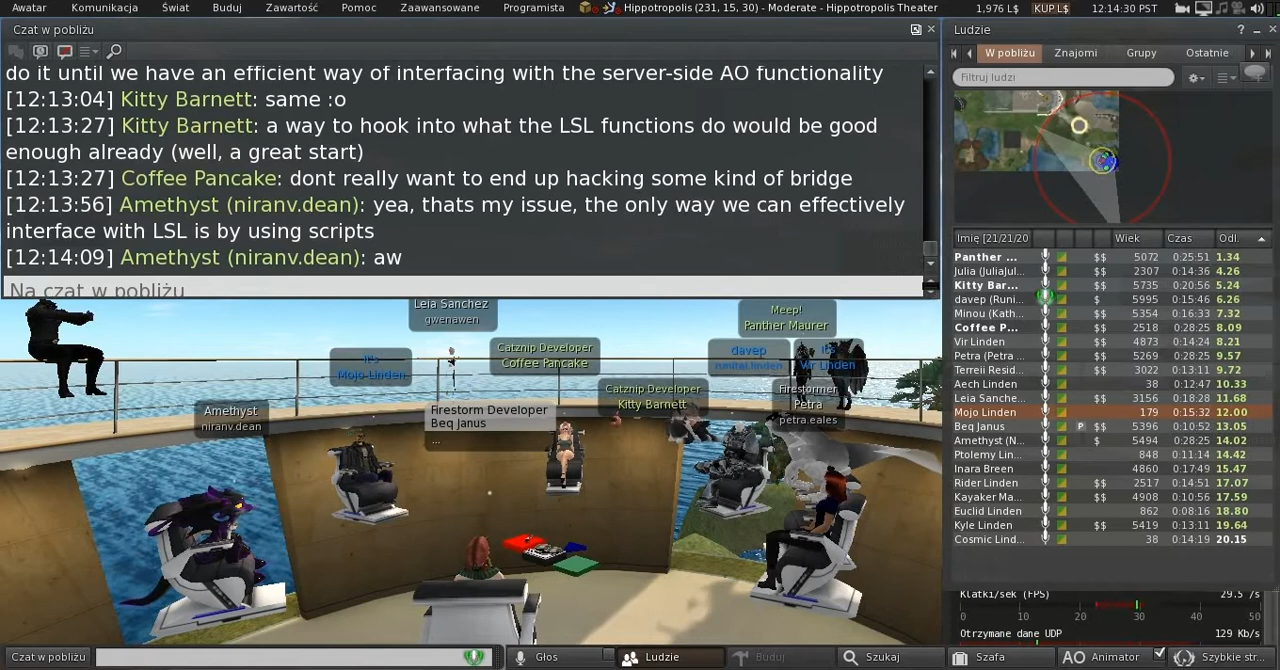 Awatar Komunikacja Świat Buduj Zawartość Pomoc Zaawansowane Programista Hippotropolis (231, 15, 30) - Moderate - Hippotropolis Theater 1,976 L$ KUP L$ 12:14:30 PST
Czat w pobliżu
do it until we have an efficient way of interfacing with the server-side AO functionality
[12:13:04] Kitty Barnett: same :o
[12:13:27] Kitty Barnett: a way to hook into what the LSL functions do would be good
enough already (well, a great start)
[12:13:27] Coffee Pancake: dont really want to end up hacking some kind of bridge
[12:13:56] Amethyst (niranv.dean): yea, thats my issue, the only way we can effectively
interface with LSL is by using scripts
[12:14:09] Amethyst (niranv.dean): aw
Na czat w pobliżu
Leia Sanchez
gwenawen
Meep!
Panther Maurer
Catznip Developer
Coffee Pancake
It's
Mojo Linden
davep
runitai.linden
It's
Vir Linden
Catznip Developer
Kitty Barnett
Firestormer
Petra
petra.eales
Amethyst
niranv.dean
Firestorm Developer
Beq Janus
...
Ludzie
W pobliżu Znajomi Grupy Ostatnie
Filtruj ludzi
Imię [21/21/20 Wiek Czas Odl.
Panther ... $$ 5072 0:25:51 1.34
Julia (JuliaJul... $$ 2307 0:14:36 4.26
Kitty Bar... $$ 5735 0:20:56 5.24
davep (Runi... $ 5995 0:15:46 6.26
Minou (Kath... $$ 5354 0:16:33 7.32
Coffee P... $$ 2518 0:28:25 8.09
Vir Linden $$ 4873 0:14:24 8.21
Petra (Petra ... $$ 5269 0:28:25 9.57
Terreii Resid... $$ 3022 0:13:11 9.72
Aech Linden 38 0:12:47 10.33
Leia Sanche... $$ 3156 0:18:28 11.68
Mojo Linden 179 0:15:32 12.00
Beq Janus P $$ 5396 0:10:52 13.05
Amethyst (N... $ 5494 0:28:25 14.02
Ptolemy Lin... 848 0:11:14 14.42
Inara Breen 4860 0:17:49 15.47
Rider Linden $$ 2517 0:14:51 17.07
Kayaker Ma... $$ 4908 0:10:56 17.59
Euclid Linden 862 0:08:16 18.80
Kyle Linden $$ 5419 0:13:11 19.64
Cosmic Lind... 38 0:14:19 20.15
Klatki/sek (FPS) 29.5 /s
0 10 20 30 40 50
Otrzymane dane UDP 129 Kb/s
Czat w pobliżu Głos Ludzie Buduj Szukaj Szafa AO Animator Szybkie str...